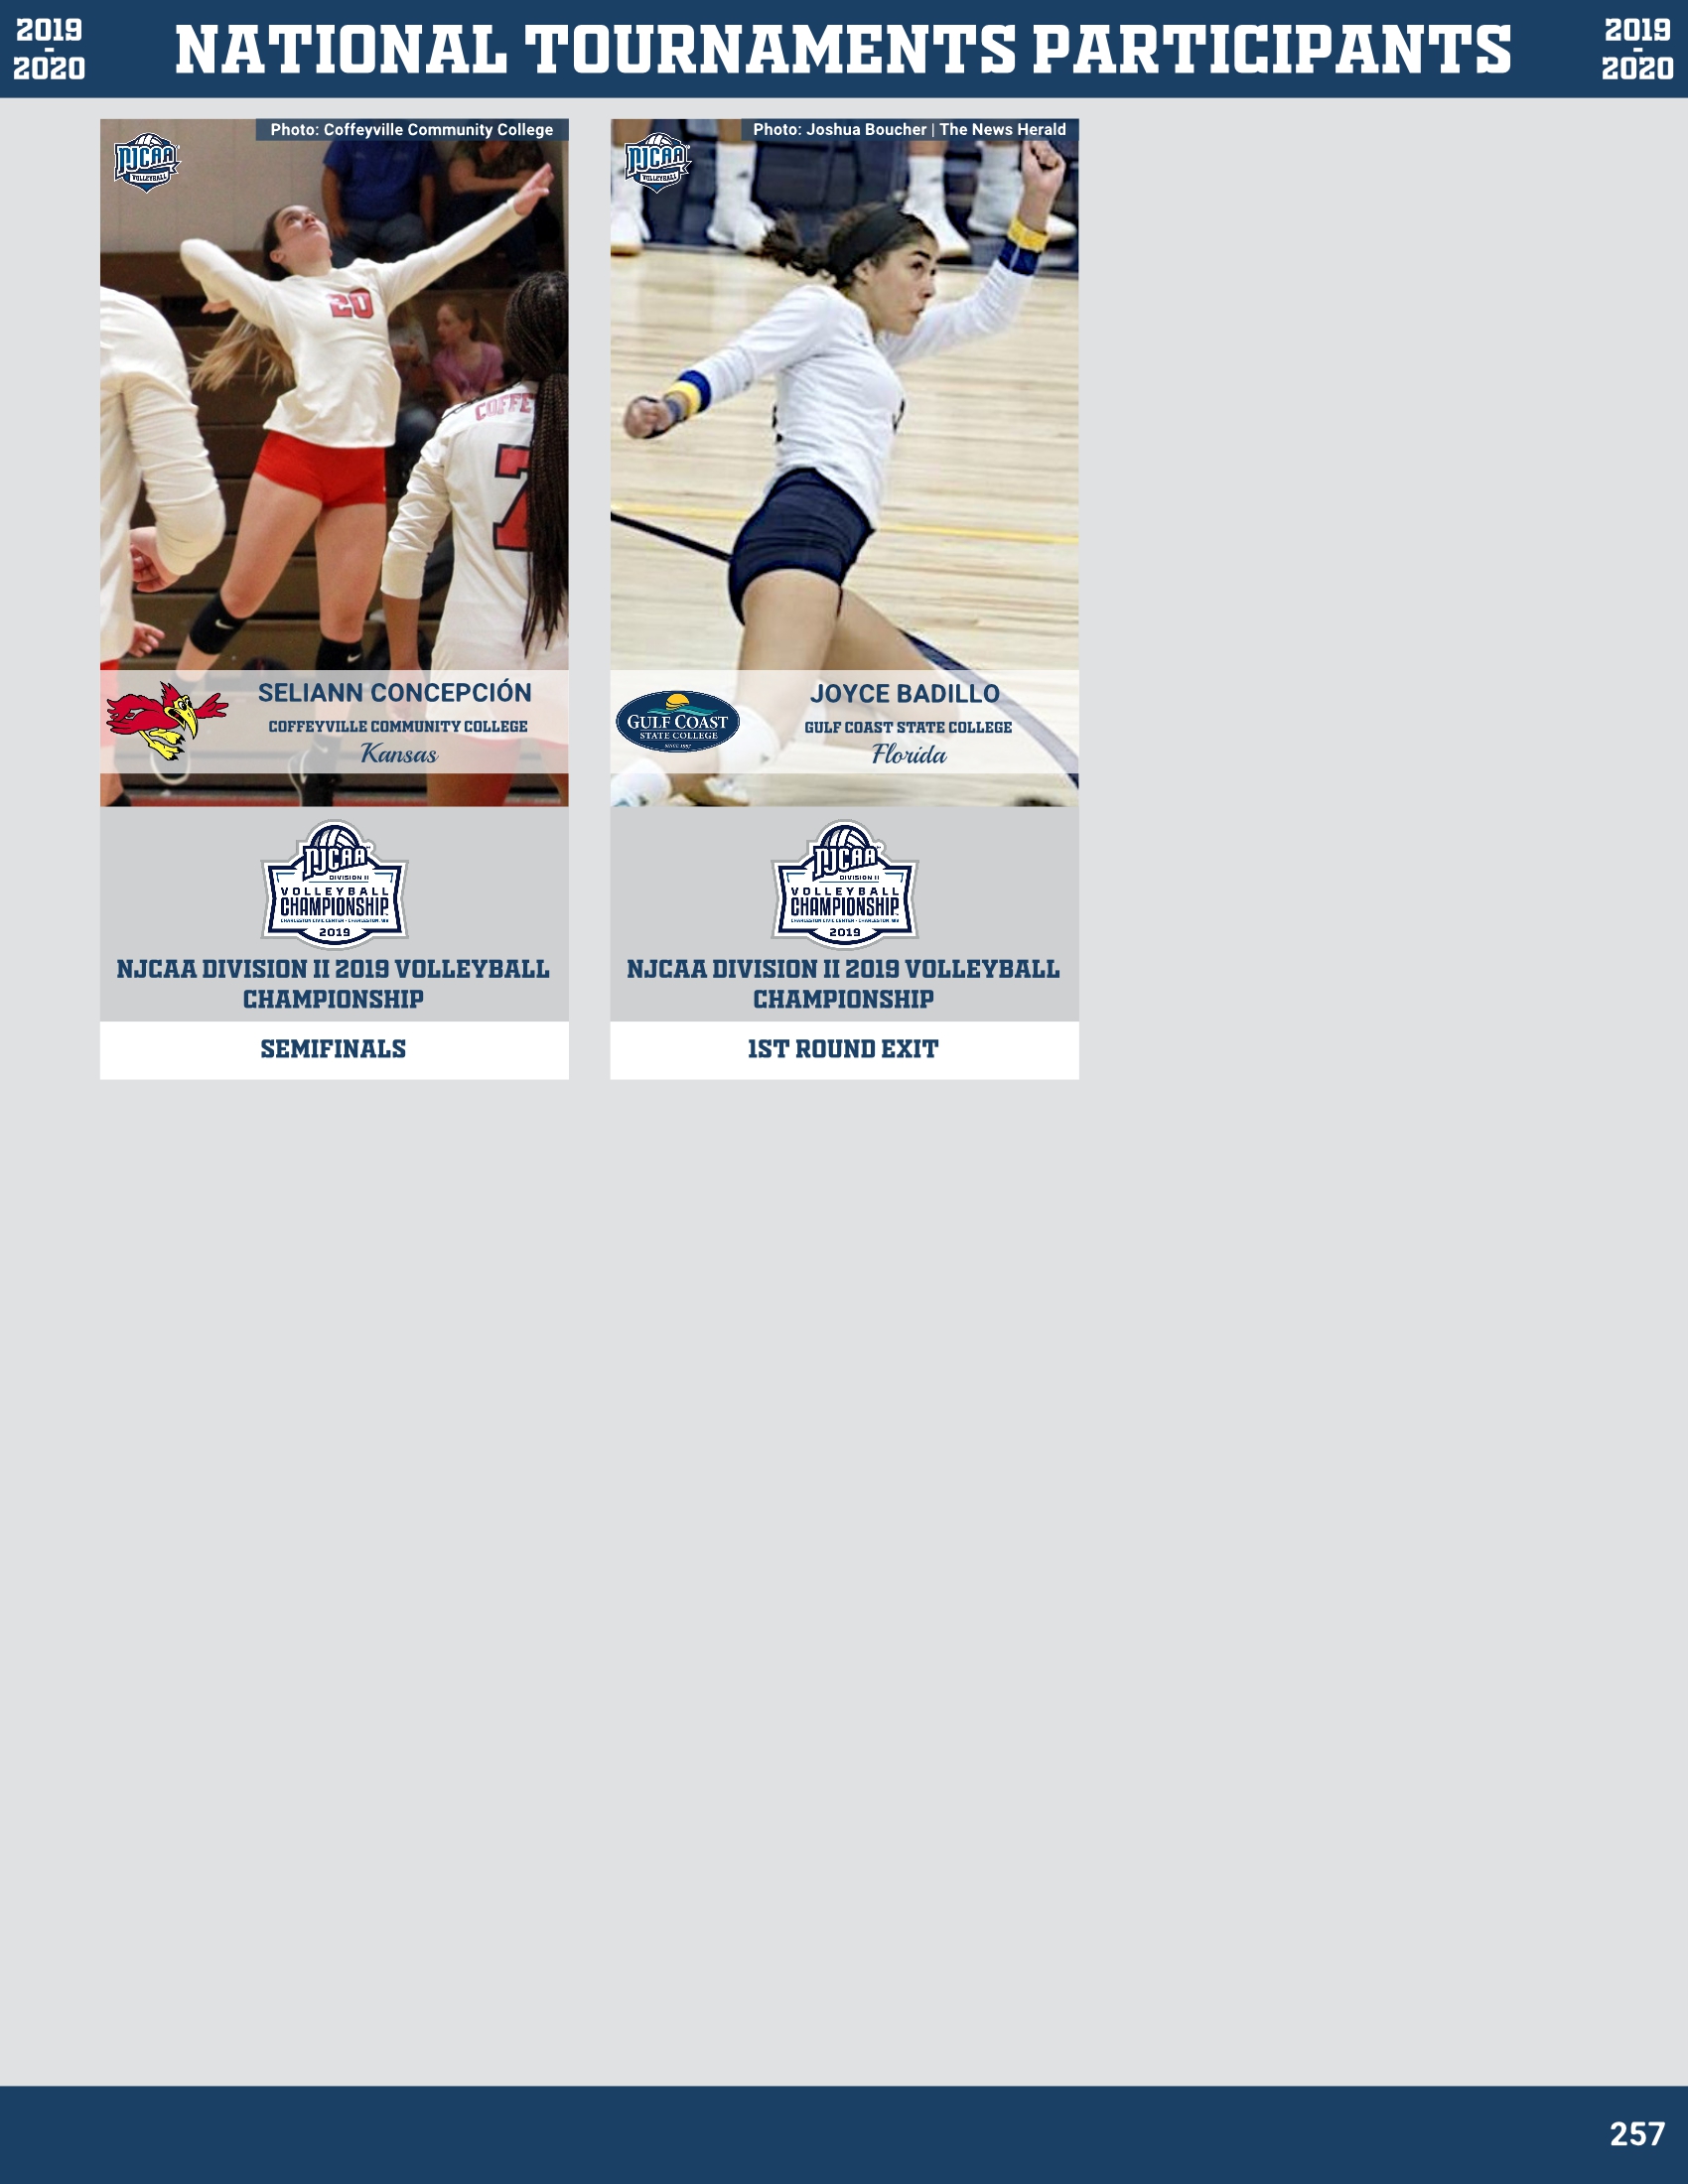 2019
-
2020
NATIONAL TOURNAMENTS PARTICIPANTS
2019
-
2020
Photo: Coffeyville Community College
NJCAA
VOLLEYBALL
20
COFFE
7
SELIANN CONCEPCIÓN
COFFEYVILLE COMMUNITY COLLEGE
Kansas
NJCAA
DIVISION II
VOLLEYBALL
CHAMPIONSHIP
2019
NJCAA DIVISION II 2019 VOLLEYBALL
CHAMPIONSHIP
SEMIFINALS
Photo: Joshua Boucher | The News Herald
NJCAA
VOLLEYBALL
GULF COAST
STATE COLLEGE
JOYCE BADILLO
GULF COAST STATE COLLEGE
Florida
NJCAA
DIVISION II
VOLLEYBALL
CHAMPIONSHIP
2019
NJCAA DIVISION II 2019 VOLLEYBALL
CHAMPIONSHIP
1ST ROUND EXIT
257